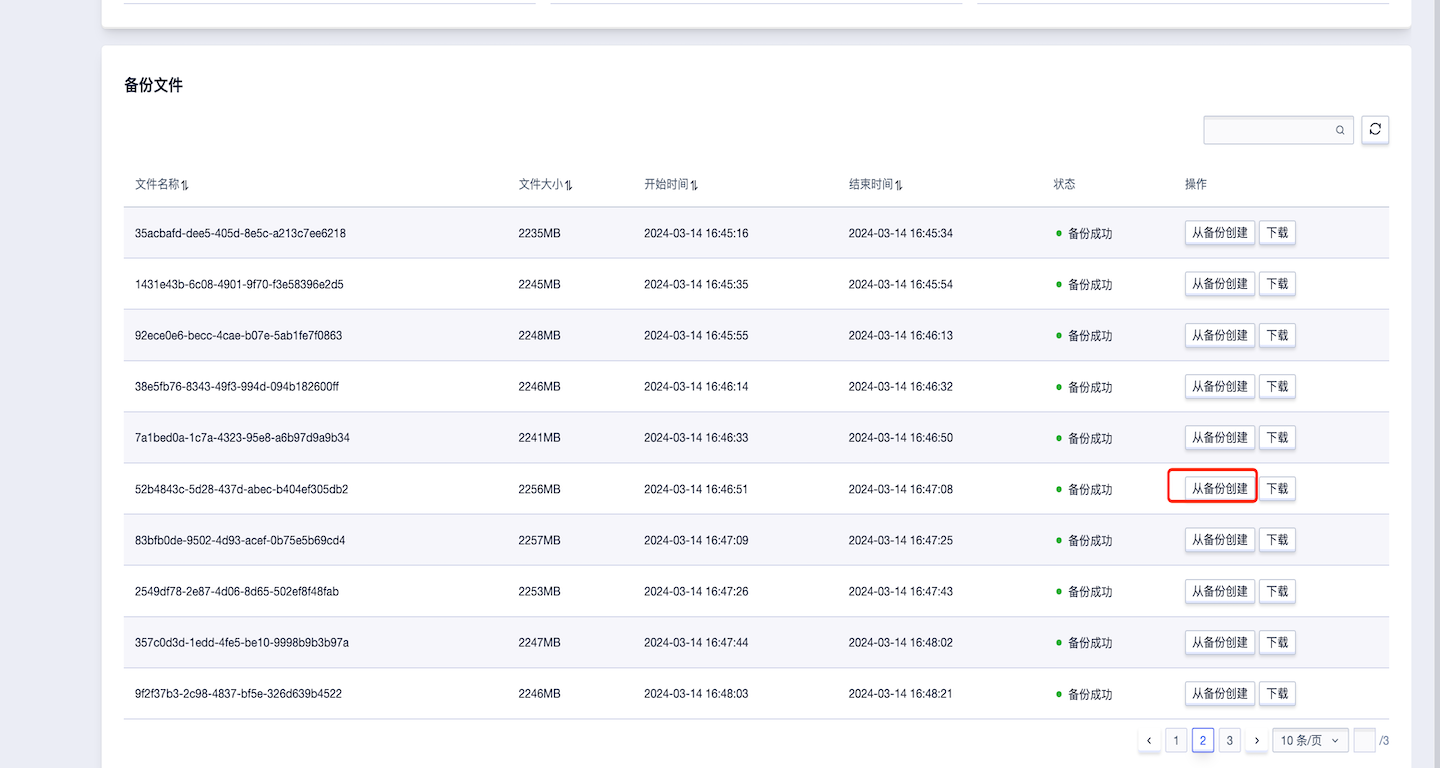 备份文件
文件名称 文件大小 开始时间 结束时间 状态 操作
35acbafd-dee5-405d-8e5c-a213c7ee6218 2235MB 2024-03-14 16:45:16 2024-03-14 16:45:34 备份成功 从备份创建 下载
1431e43b-6c08-4901-9f70-f3e58396e2d5 2245MB 2024-03-14 16:45:35 2024-03-14 16:45:54 备份成功 从备份创建 下载
92ece0e6-becc-4cae-b07e-5ab1fe7f0863 2248MB 2024-03-14 16:45:55 2024-03-14 16:46:13 备份成功 从备份创建 下载
38e5fb76-8343-49f3-994d-094b182600ff 2246MB 2024-03-14 16:46:14 2024-03-14 16:46:32 备份成功 从备份创建 下载
7a1bed0a-1c7a-4323-95e8-a6b97d9a9b34 2241MB 2024-03-14 16:46:33 2024-03-14 16:46:50 备份成功 从备份创建 下载
52b4843c-5d28-437d-abec-b404ef305db2 2256MB 2024-03-14 16:46:51 2024-03-14 16:47:08 备份成功 从备份创建 下载
83bfb0de-9502-4d93-acef-0b75e5b69cd4 2257MB 2024-03-14 16:47:09 2024-03-14 16:47:25 备份成功 从备份创建 下载
2549df78-2e87-4d06-8d65-502ef8f48fab 2253MB 2024-03-14 16:47:26 2024-03-14 16:47:43 备份成功 从备份创建 下载
357c0d3d-1edd-4fe5-be10-9998b9b3b97a 2247MB 2024-03-14 16:47:44 2024-03-14 16:48:02 备份成功 从备份创建 下载
9f2f37b3-2c98-4837-bf5e-326d639b4522 2246MB 2024-03-14 16:48:03 2024-03-14 16:48:21 备份成功 从备份创建 下载
1 2 3 10 条/页 /3